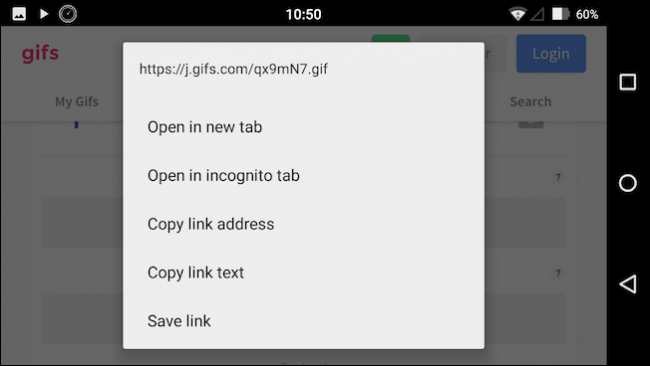 10:50
60%
gifs
Login
https://j.gifs.com/qx9mN7.gif
My Gifs
Search
Open in new tab
Open in incognito tab
?
Copy link address
Copy link text
?
Save link